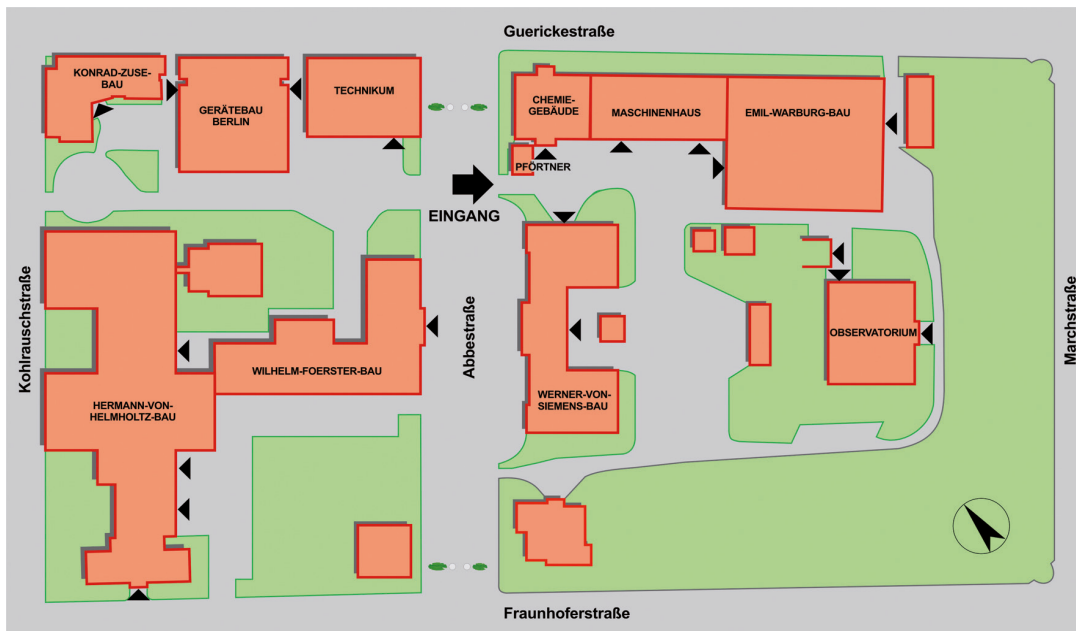 Guerickestraße
KONRAD-ZUSE-
BAU
GERÄTEBAU
BERLIN
TECHNIKUM
CHEMIE-
GEBÄUDE
MASCHINENHAUS
EMIL-WARBURG-BAU
PFÖRTNER
EINGANG
Kohlrauschstraße
Abbestraße
Marchstraße
OBSERVATORIUM
WILHELM-FOERSTER-BAU
HERMANN-VON-
HELMHOLTZ-BAU
WERNER-VON-
SIEMENS-BAU
Fraunhoferstraße